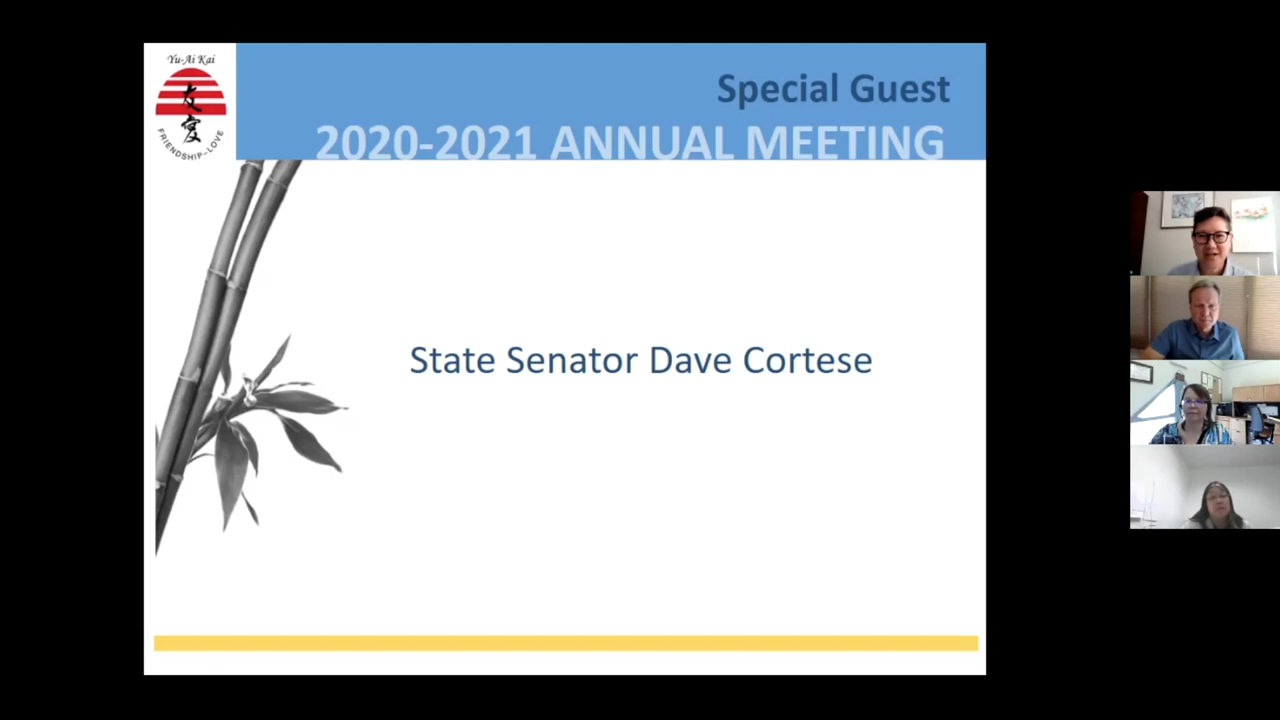 Yu-Ai Kai
友
愛
FRIENDSHIP-LOVE
Special Guest
2020-2021 ANNUAL MEETING
State Senator Dave Cortese